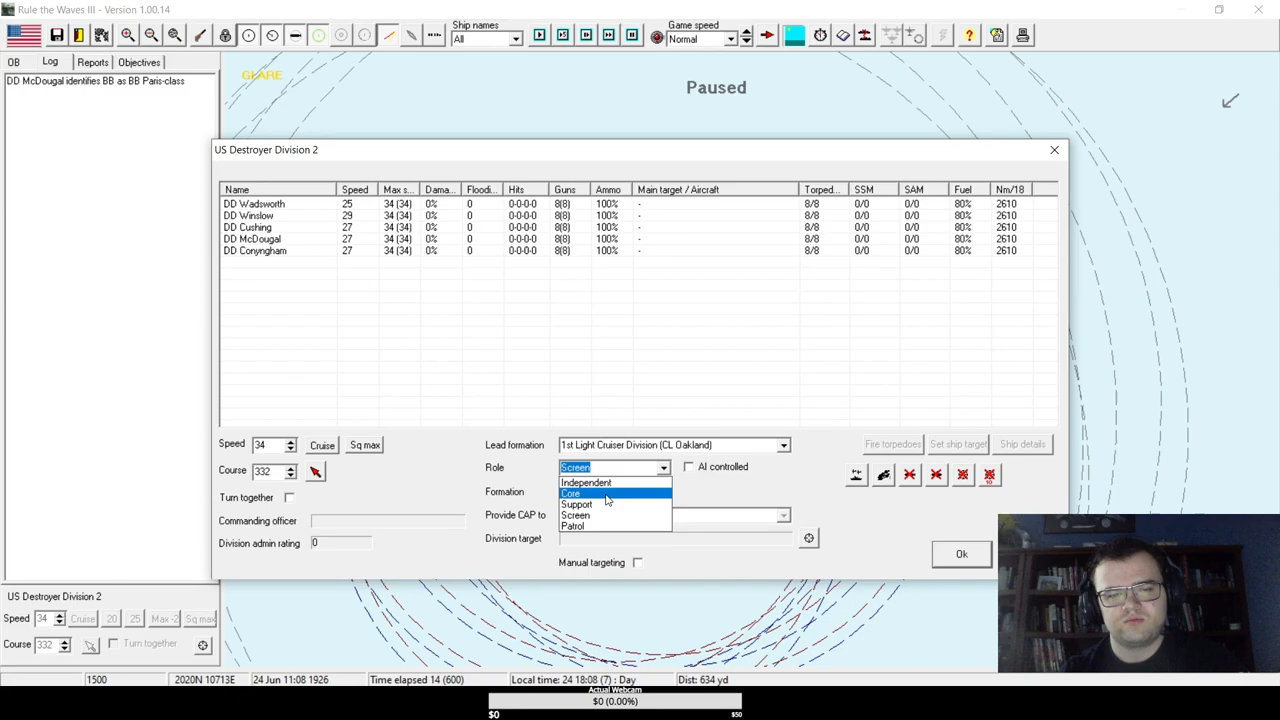 Rule the Waves III - Version 1.00.14
Ship names
All
Game speed
Normal
OB Log Reports Objectives
DD McDougal identifies BB as BB Paris-class
GLARE
Paused
US Destroyer Division 2
Name Speed Max s... Dama... Floodi... Hits Guns Ammo Main target / Aircraft Torped... SSM SAM Fuel Nm/18
DD Wadsworth 25 34 (34) 0% 0 0-0-0-0 8(8) 100% - 8/8 0/0 0/0 80% 2610
DD Winslow 29 34 (34) 0% 0 0-0-0-0 8(8) 100% - 8/8 0/0 0/0 80% 2610
DD Cushing 27 34 (34) 0% 0 0-0-0-0 8(8) 100% - 8/8 0/0 0/0 80% 2610
DD McDougal 27 34 (34) 0% 0 0-0-0-0 8(8) 100% - 8/8 0/0 0/0 80% 2610
DD Conyngham 27 34 (34) 0% 0 0-0-0-0 8(8) 100% - 8/8 0/0 0/0 80% 2610
Speed 34 Cruise Sq max
Course 332
Turn together
Commanding officer
Division admin rating 0
Lead formation 1st Light Cruiser Division (CL Oakland)
Role Screen AI controlled
Independent
Core
Support
Screen
Patrol
Formation
Provide CAP to
Division target
Manual targeting
Fire torpedoes Set ship target Ship details
10
Ok
US Destroyer Division 2
Speed 34 Cruise 20 25 Max -2 Sq max
Course 332 Turn together
1500 2020N 10713E 24 Jun 11:08 1926 Time elapsed 14 (600) Local time: 24 18:08 (7) : Day Dist: 634 yd
Actual Webcam
$0 (0.00%)
$0 $50